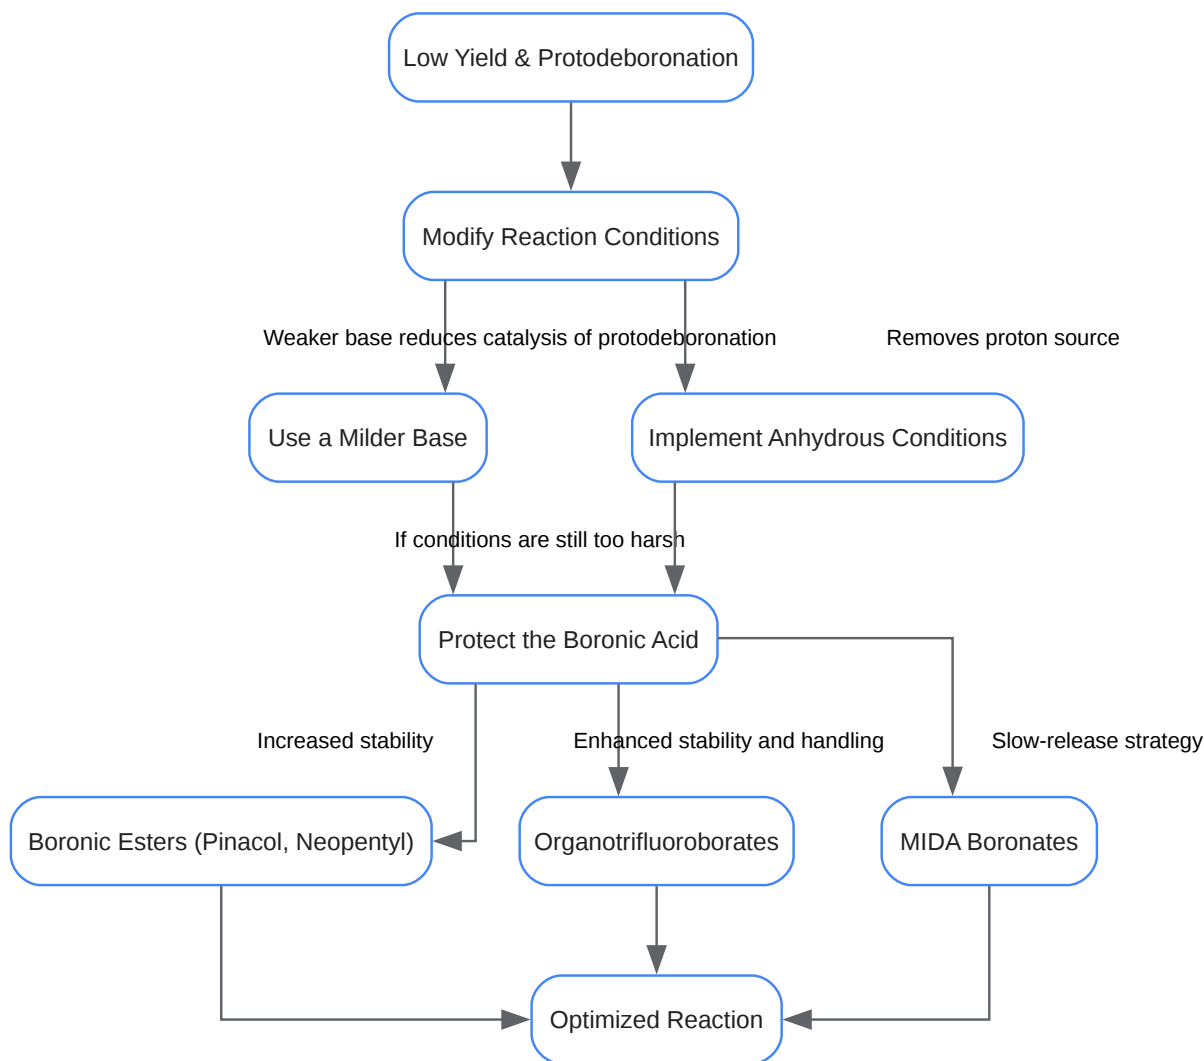 Low Yield & Protodeboronation
Modify Reaction Conditions
Weaker base reduces catalysis of protodeboronation
Removes proton source
Use a Milder Base
Implement Anhydrous Conditions
If conditions are still too harsh
Protect the Boronic Acid
Increased stability
Enhanced stability and handling
Slow-release strategy
Boronic Esters (Pinacol, Neopentyl)
Organotrifluoroborates
MIDA Boronates
Optimized Reaction